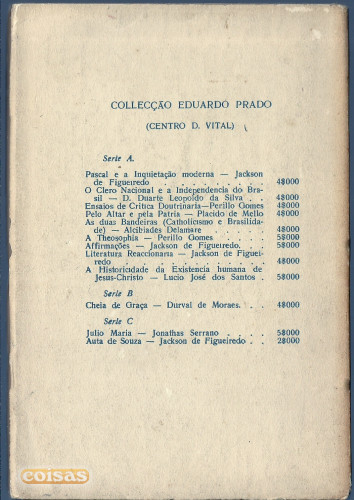 COLLECÇÃO EDUARDO PRADO
(CENTRO D. VITAL)
Serie A.
Pascal e a Inquietação moderna — Jackson
de Figueiredo . . . . . . . . 4$000
O Clero Nacional e a Independencia do Bra-
sil — D. Duarte Leopoldo da Silva . . 4$000
Ensaios de Critica Doutrinaria—Perillo Gomes 4$000
Pelo Altar e pela Patria — Placido de Mello 4$000
As duas Bandeiras (Catholicismo e Brasilida-
de) — Alcibiades Delamare . . . . 4$000
A Theosophia — Perillo Gomes. . . . . 5$000
Affirmações — Jackson de Figueiredo. . . 5$000
Literatura Reaccionaria — Jackson de Figuei-
redo . . . . . . . . . . . 4$000
A Historicidade da Existencia humana de
Jesus-Christo — Lucio José dos Santos . 5$000
Serie B
Cheia de Graça — Durval de Moraes. . . 4$000
Serie C
Julio Maria — Jonathas Serrano . . . . 5$000
Auta de Souza — Jackson de Figueiredo . . 2$000
coisas